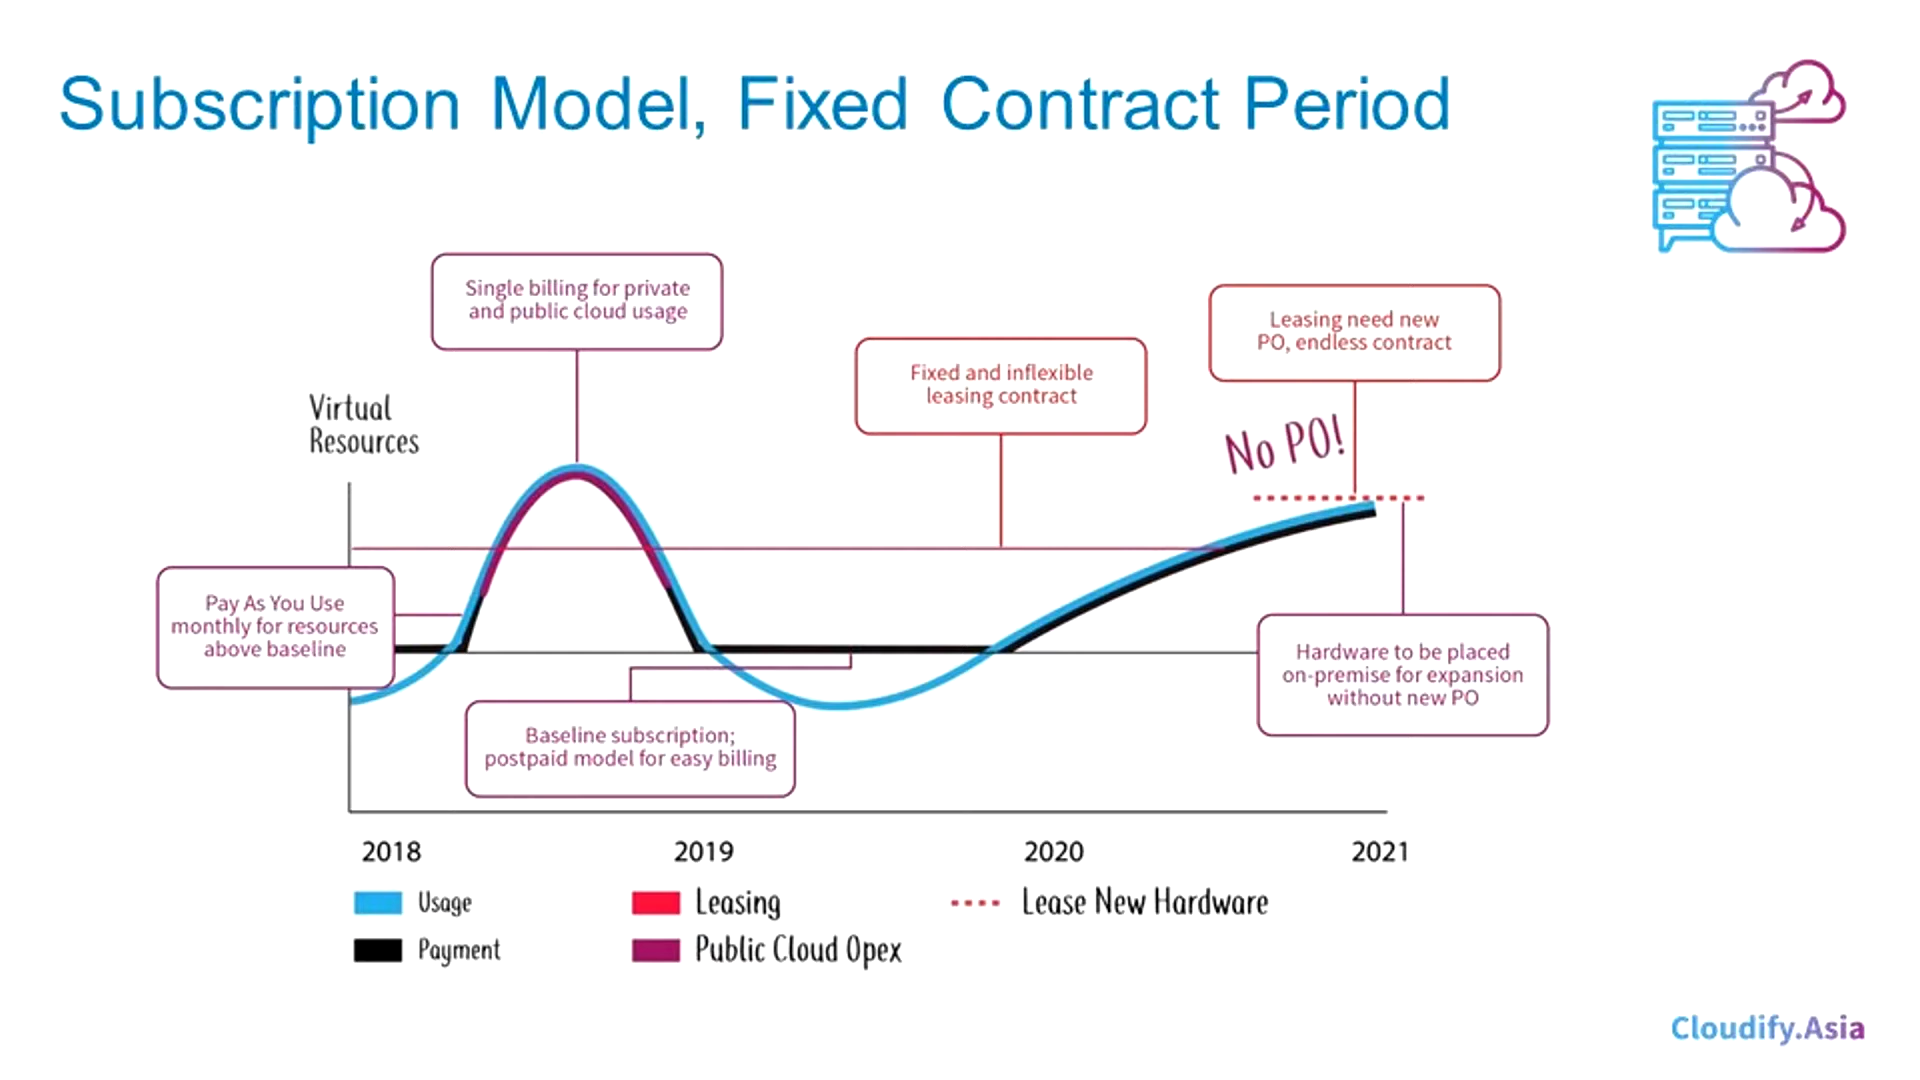 Subscription Model, Fixed Contract Period
Single billing for private
and public cloud usage
Leasing need new
PO, endless contract
Fixed and inflexible
leasing contract
No PO!
Virtual
Resources
Pay As You Use
monthly for resources
above baseline
Hardware to be placed
on-premise for expansion
without new PO
Baseline subscription;
postpaid model for easy billing
2018 2019 2020 2021
Usage Leasing Lease New Hardware
Payment Public Cloud Opex
Cloudify.Asia